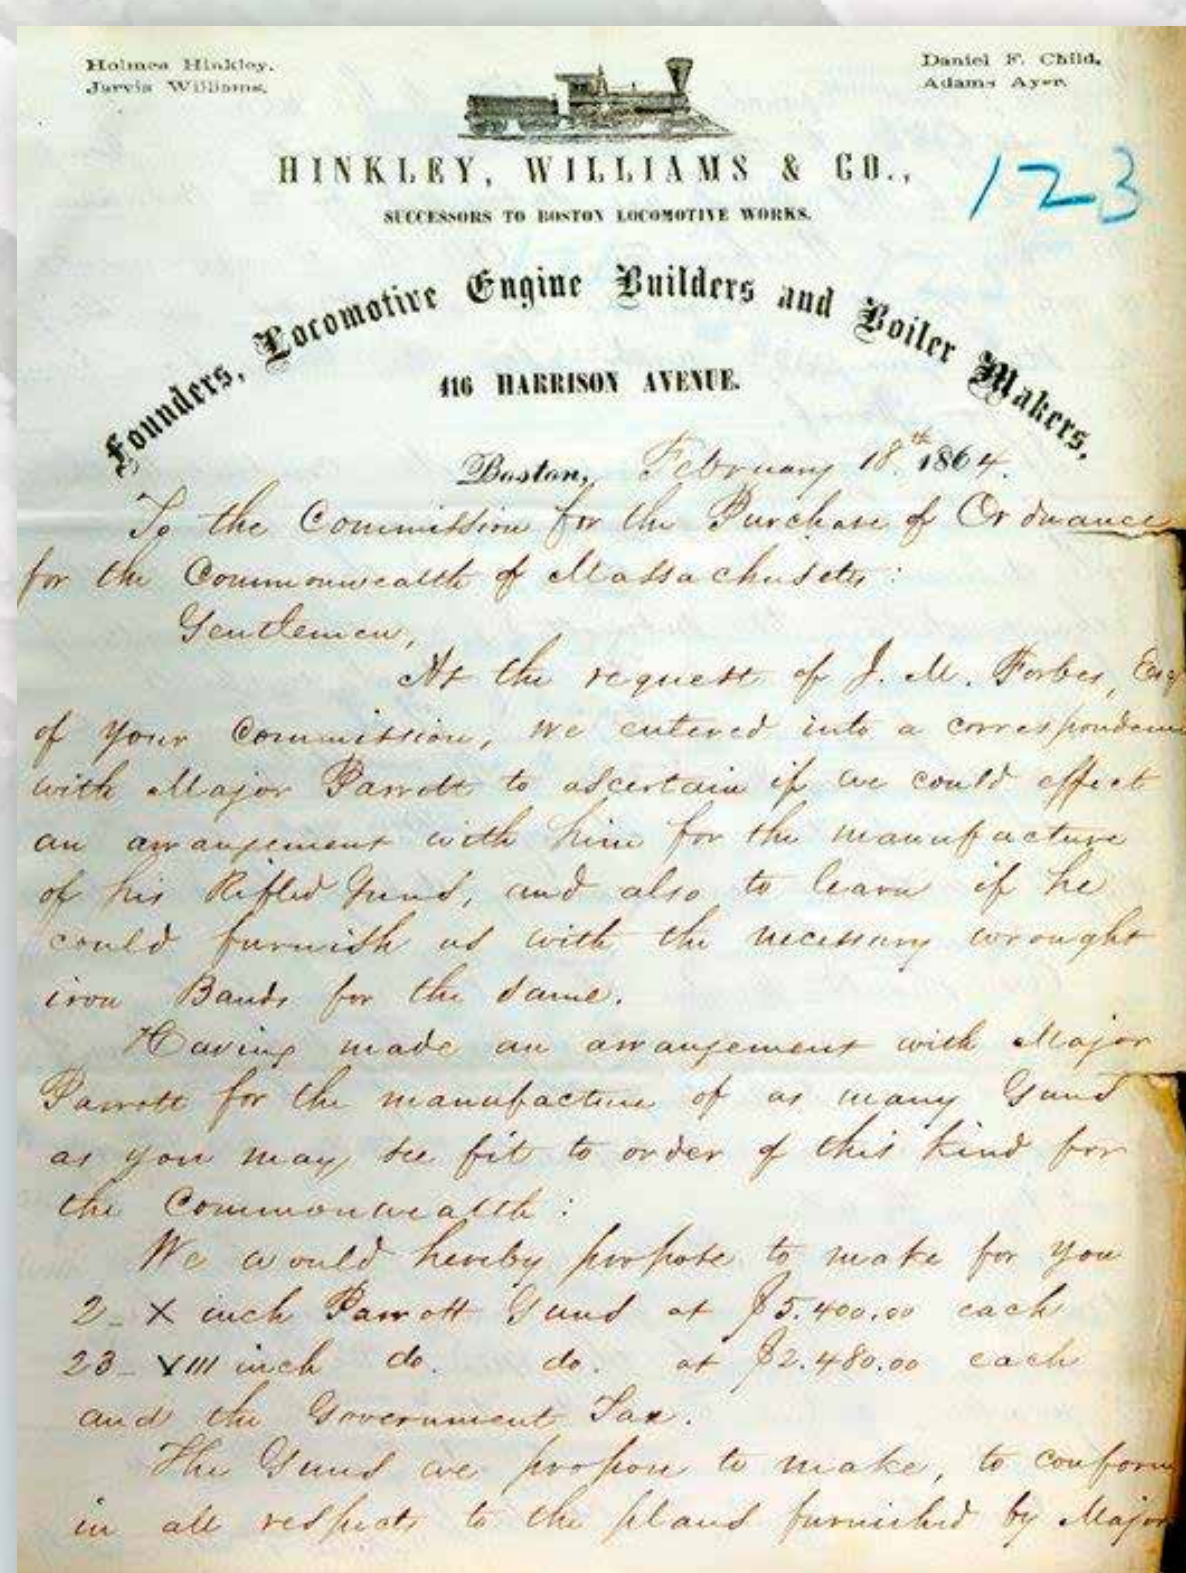 Holmes Hinkley.
Jarvis Williams.
Daniel F. Child.
Adams Ayer.
HINKLEY, WILLIAMS & CO.,
123
SUCCESSORS TO BOSTON LOCOMOTIVE WORKS.
Founders, Locomotive Engine Builders and Boiler Makers,
416 HARRISON AVENUE.
Boston, February 18th 1864.
To the Commission for the Purchase of Ordnance
for the Commonwealth of Massachusetts:
Gentlemen,
At the request of J. M. Forbes, Esq
of your Commission, we entered into a correspondence
with Major Parrott to ascertain if we could effect
an arrangement with him for the manufacture
of his Rifled Guns, and also to learn if he
could furnish us with the necessary wrought
iron Bands for the same.
Having made an arrangement with Major
Parrott for the manufacture of as many Guns
as you may see fit to order of this kind for
the Commonwealth:
We would hereby propose to make for you
2 - X inch Parrott Guns at $5.400.00 each
23 - VIII inch do. do. at $2.480.00 each
and the Government Tax.
The Guns we propose to make, to conform
in all respects to the plans furnished by Major